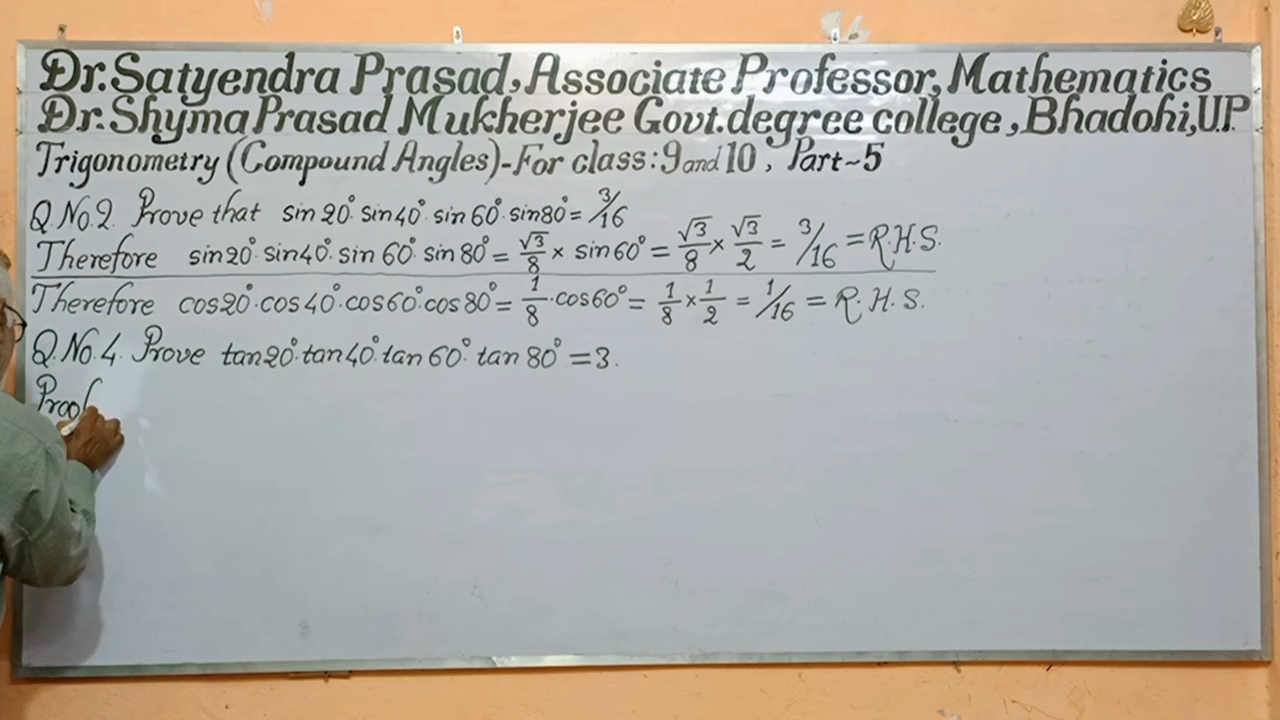 Dr. Satyendra Prasad, Associate Professor, Mathematics
Dr. Shyma Prasad Mukherjee Govt. degree college, Bhadohi, U.P
Trigonometry (Compound Angles)-For class: 9 and 10, Part~5
Q.No.2. Prove that sin20°.sin40°.sin60°.sin80° = 3/16
Therefore sin20°.sin40°.sin60°.sin80° = √3/8 × sin60° = √3/8 × √3/2 = 3/16 = R.H.S.
Therefore cos20°.cos40°.cos60°.cos80° = 1/8.cos60° = 1/8 × 1/2 = 1/16 = R.H.S.
Q.No.4. Prove tan20°.tan40°.tan60°.tan80° = 3.
Proof